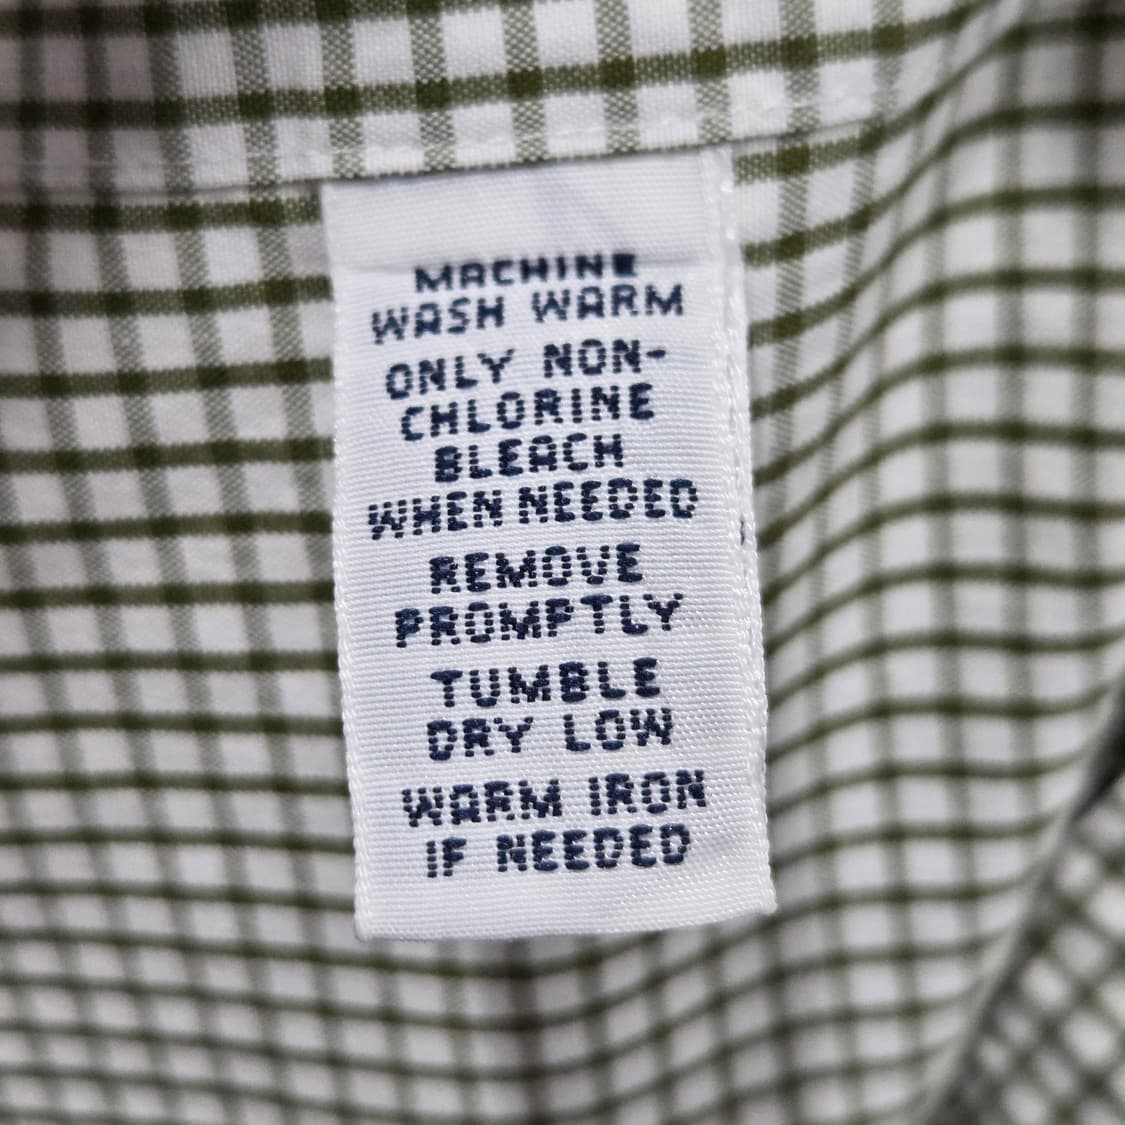 MACHINE
WASH WARM
ONLY NON-
CHLORINE
BLEACH
WHEN NEEDED
REMOVE
PROMPTLY
TUMBLE
DRY LOW
WARM IRON
IF NEEDED